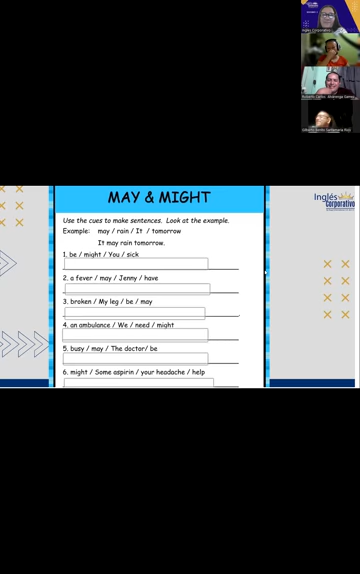 Inglés Corporativo
MAY & MIGHT
Inglés
Corporativo
Use the cues to make sentences. Look at the example.
Example: may / rain / It / tomorrow
It may rain tomorrow.
1. be / might / You / sick
2. a fever / may / Jenny / have
3. broken / My leg / be / may
4. an ambulance / We / need / might
5. busy / may / The doctor/ be
6. might / Some aspirin / your headache / help